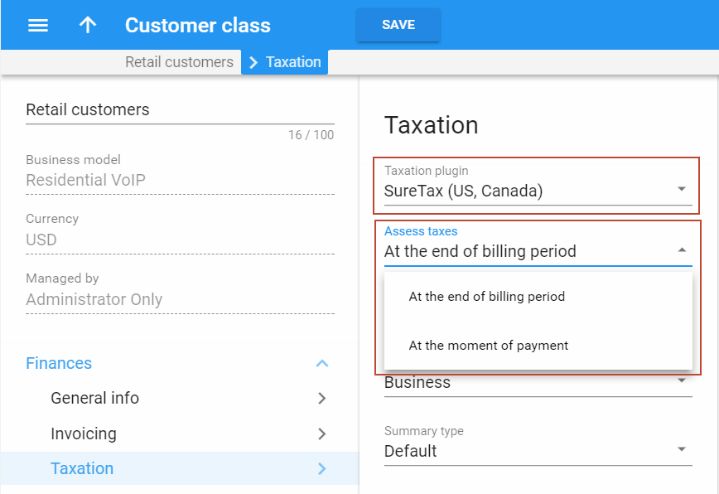 Customer class
SAVE
Retail customers
Taxation
Retail customers
16 / 100
Business model
Residential VoIP
Currency
USD
Managed by
Administrator Only
Finances
General info
Invoicing
Taxation
Taxation
Taxation plugin
SureTax (US, Canada)
Assess taxes
At the end of billing period
At the end of billing period
At the moment of payment
Business
Summary type
Default